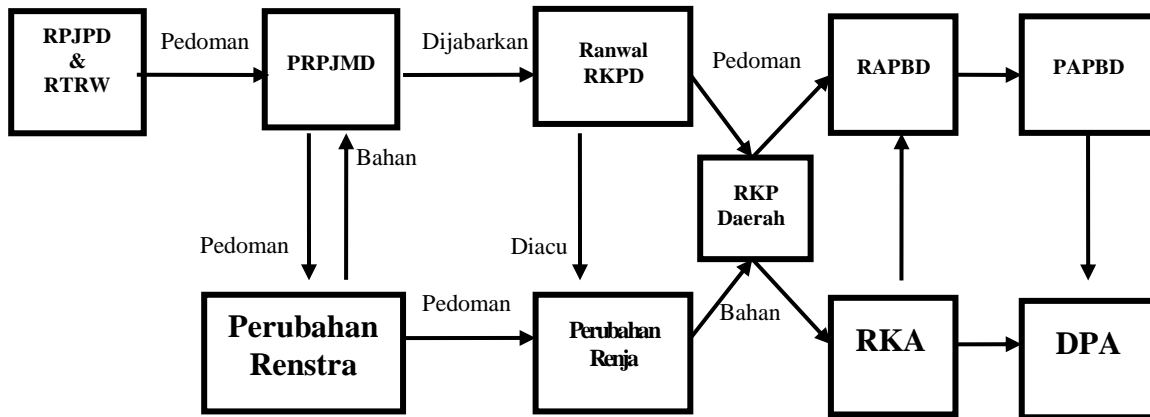 RPJPD
&
RTRW
Pedoman
PRPJMD
Dijabarkan
Ranwal
RKPD
Pedoman
RAPBD
PAPBD
Bahan
RKP
Daerah
Pedoman
Diacu
Perubahan
Renstra
Pedoman
Perubahan
Renja
Bahan
RKA
DPA